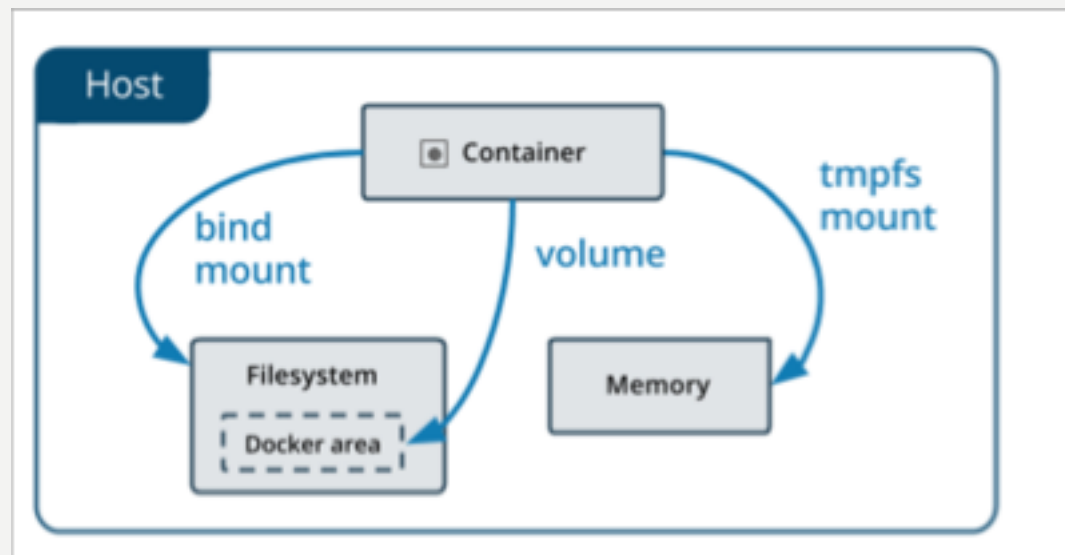 Host
Container
bind
mount
volume
tmpfs
mount
Filesystem
Docker area
Memory